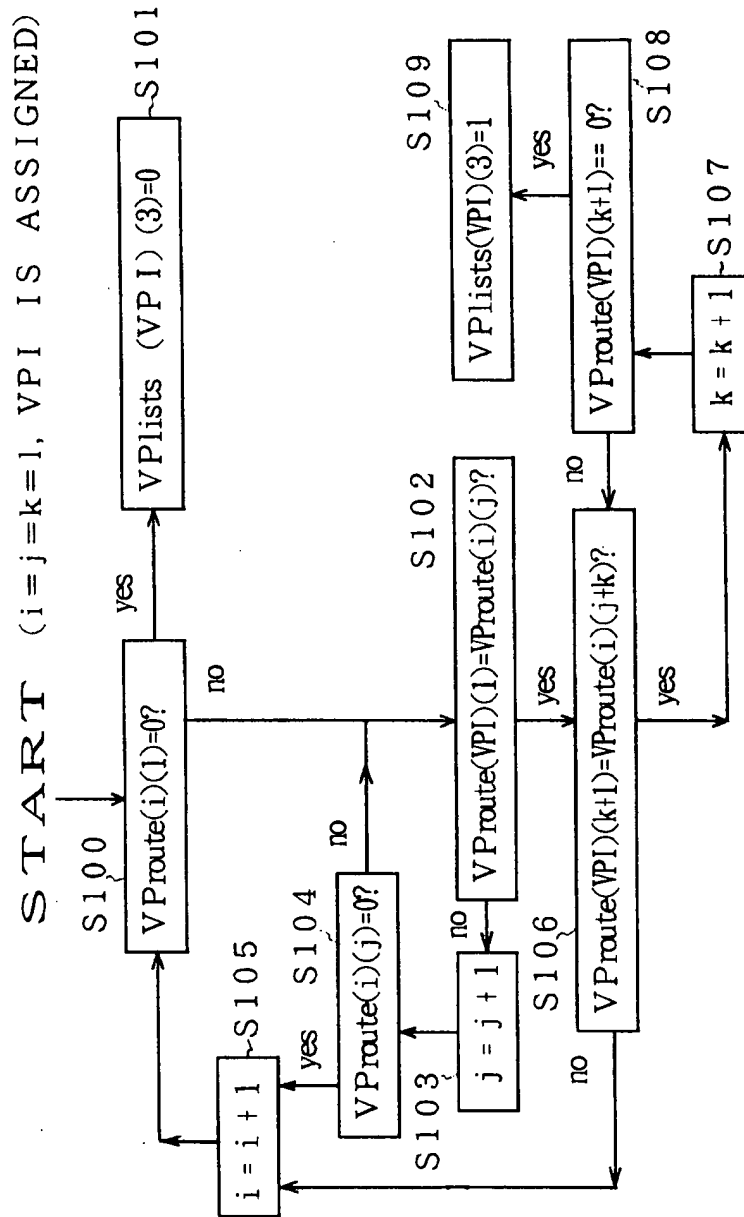 START (i=j=k=1, VPI IS ASSIGNED)
S100
VProute(i)(1)=0?
yes
VPlists (VPI) (3)=0
~S101
no
i = i + 1
~S105
yes
S104
VProute(i)(j)=0?
no
S103
j = j + 1
no
S102
VProute(VPI)(1)=VProute(i)(j)?
yes
S106
VProute(VPI)(k+1)=VProute(i)(j+k)?
no
yes
k = k + 1
~S107
no
VProute(VPI)(k+1)== 0?
S108
yes
VPlists(VPI)(3)=1
S109